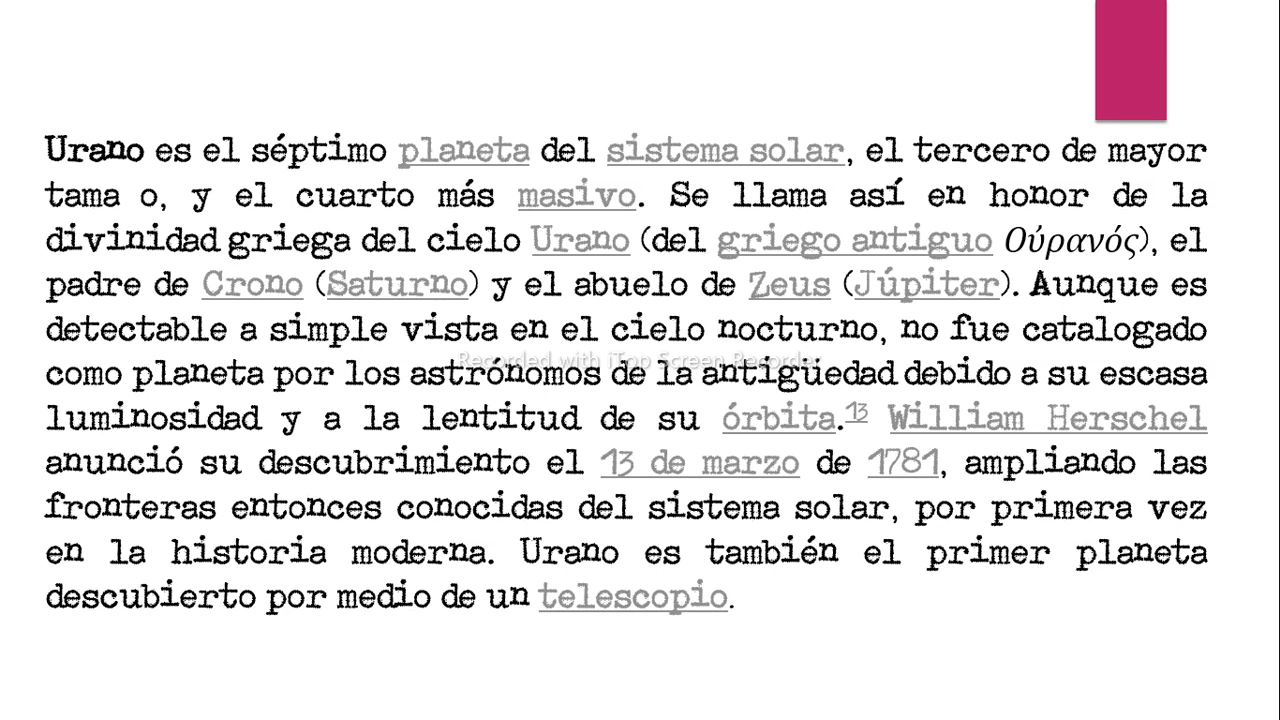 Urano es el séptimo planeta del sistema solar, el tercero de mayor
tama o, y el cuarto más masivo. Se llama así en honor de la
divinidad griega del cielo Urano (del griego antiguo Οὐρανός), el
padre de Crono (Saturno) y el abuelo de Zeus (Júpiter). Aunque es
detectable a simple vista en el cielo nocturno, no fue catalogado
Recorded with iTop Screen Recorder
como planeta por los astrónomos de la antigüedad debido a su escasa
luminosidad y a la lentitud de su órbita.13 William Herschel
anunció su descubrimiento el 13 de marzo de 1781, ampliando las
fronteras entonces conocidas del sistema solar, por primera vez
en la historia moderna. Urano es también el primer planeta
descubierto por medio de un telescopio.